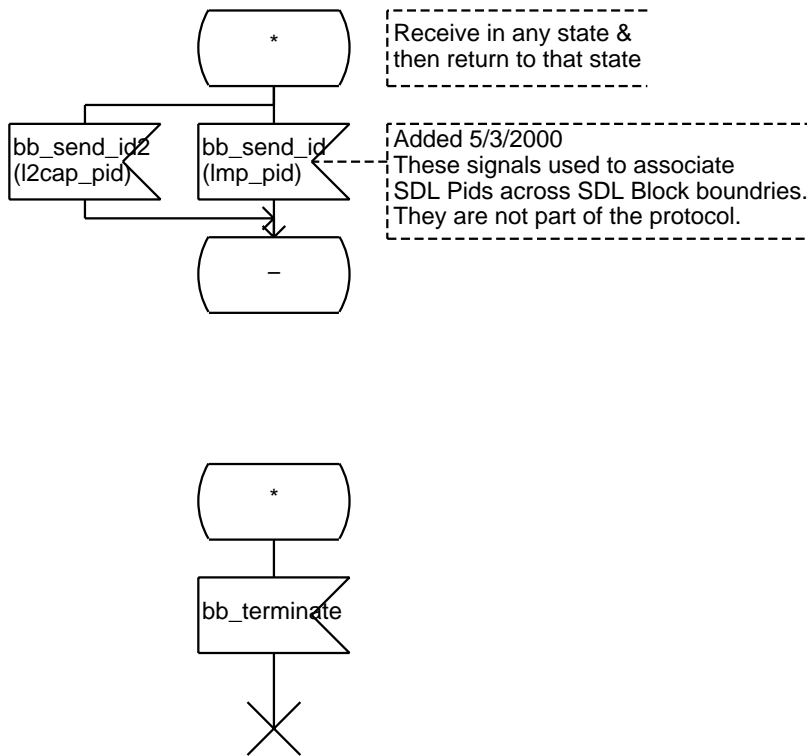 *
Receive in any state &
then return to that state
bb_send_id2
(l2cap_pid)
bb_send_id
(lmp_pid)
Added 5/3/2000
These signals used to associate
SDL Pids across SDL Block boundries.
They are not part of the protocol.
–
*
bb_terminate